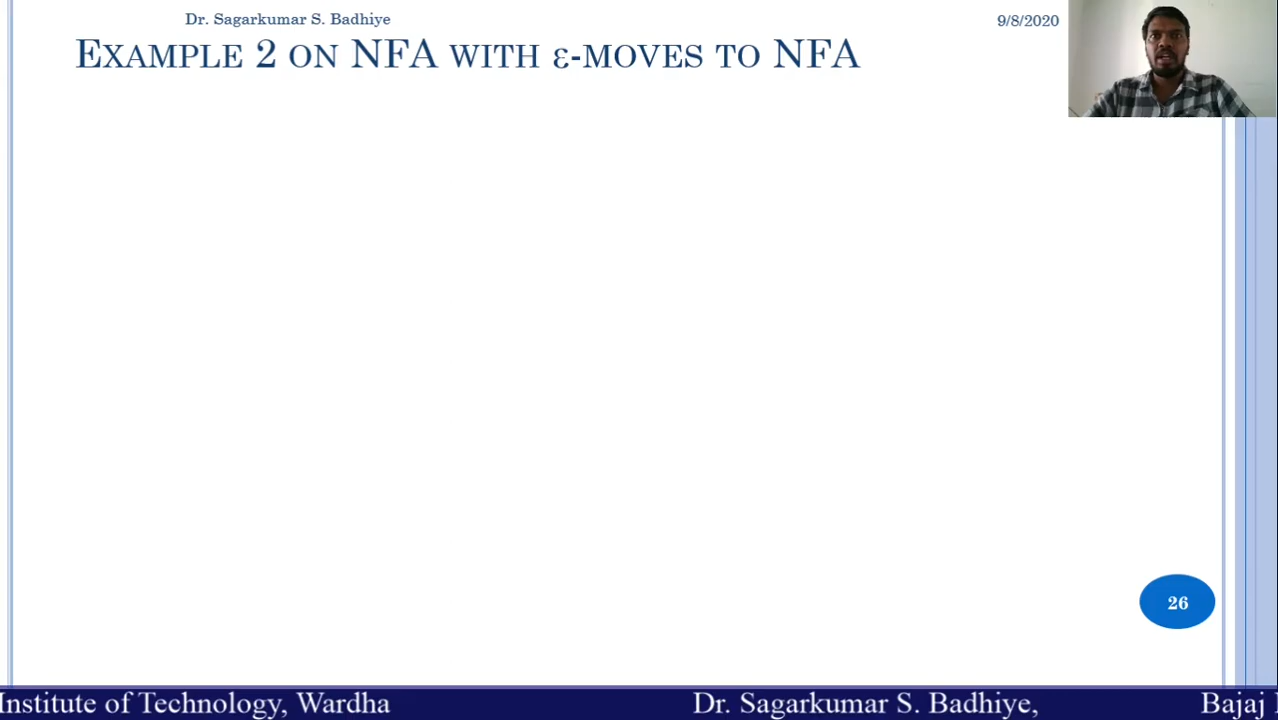 Dr. Sagarkumar S. Badhiye
9/8/2020
EXAMPLE 2 ON NFA WITH ε-MOVES TO NFA
26
Institute of Technology, Wardha
Dr. Sagarkumar S. Badhiye,
Bajaj